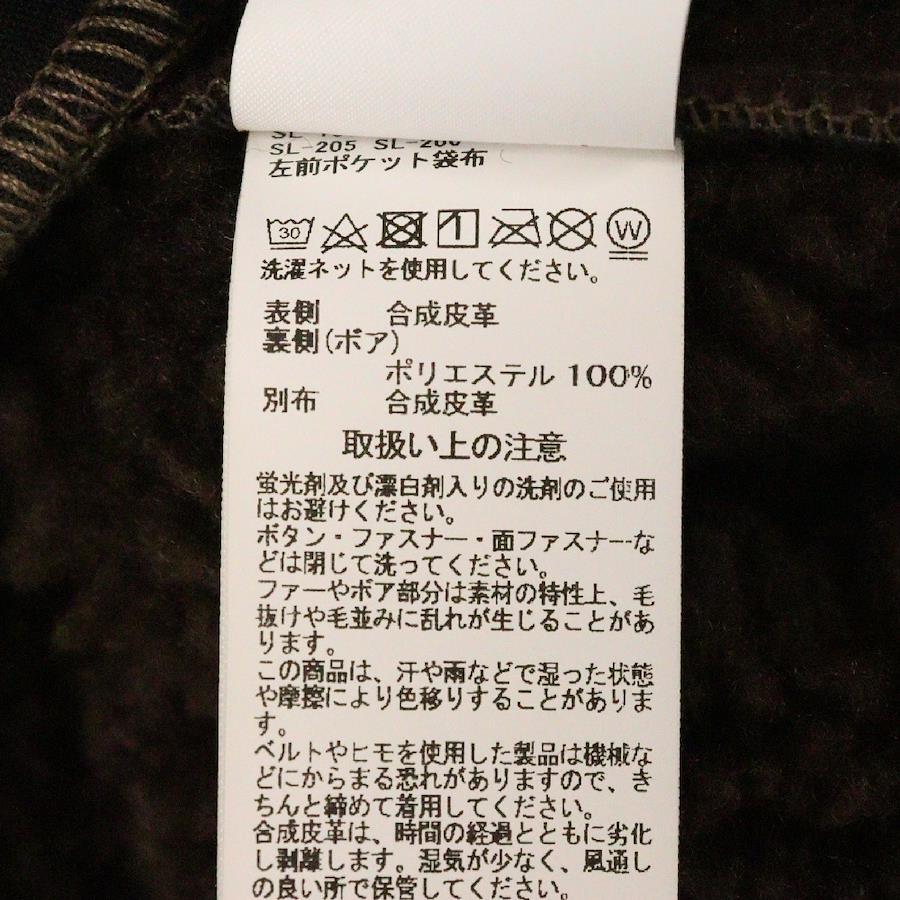 SL-205 SL-206
左前ポケット袋布
30
W
洗濯ネットを使用してください。
表側 合成皮革
裏側(ボア)
ポリエステル 100%
別布 合成皮革
取扱い上の注意
蛍光剤及び漂白剤入りの洗剤のご使用
はお避けください。
ボタン・ファスナー・面ファスナーな
どは閉じて洗ってください。
ファーやボア部分は素材の特性上、毛
抜けや毛並みに乱れが生じることがあ
ります。
この商品は、汗や雨などで湿った状態
や摩擦により色移りすることがありま
す。
ベルトやヒモを使用した製品は機械な
どにからまる恐れがありますので、き
ちんと締めて着用してください。
合成皮革は、時間の経過とともに劣化
し剥離します。湿気が少なく、風通し
の良い所で保管してください。